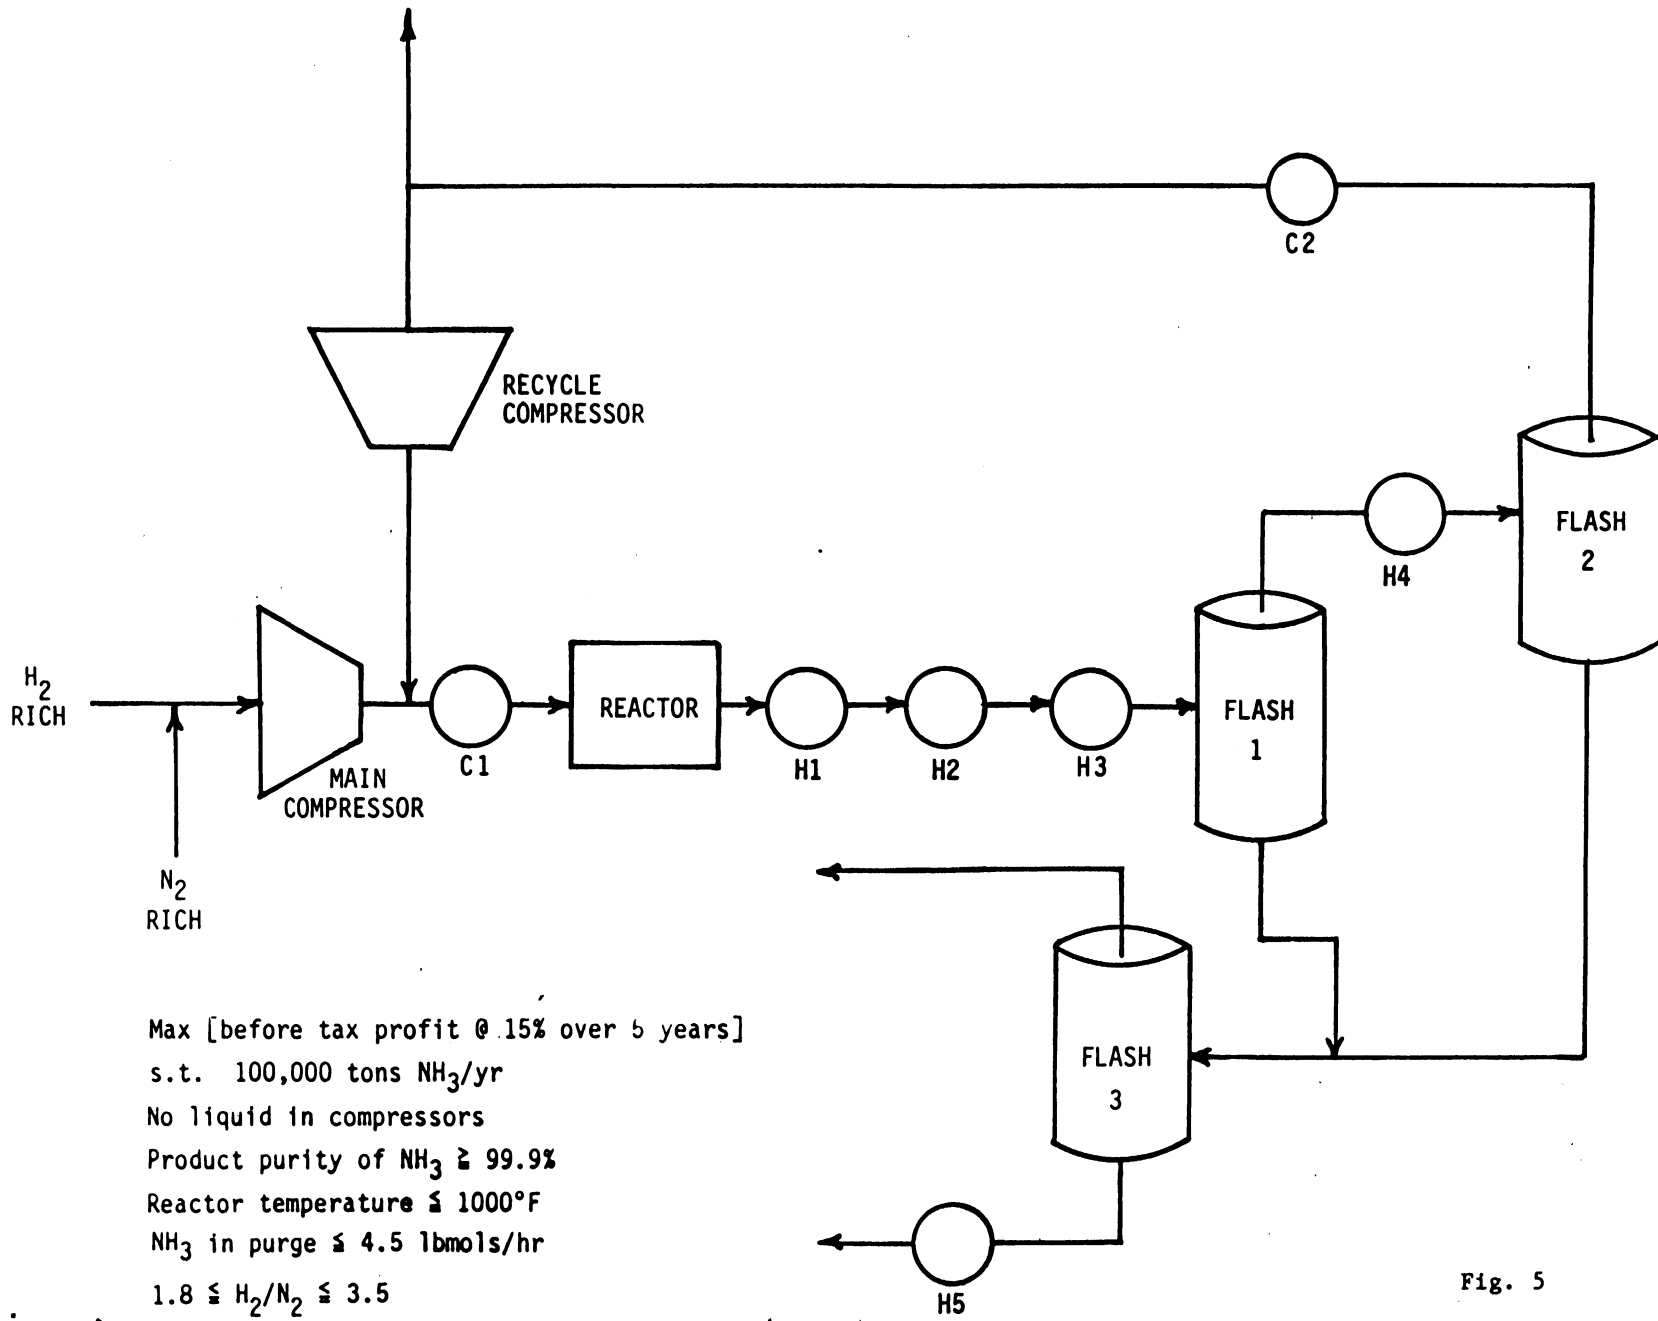 C2
RECYCLE
COMPRESSOR
FLASH
2
H4
H2
RICH
REACTOR
FLASH
1
C1
H1
H2
H3
MAIN
COMPRESSOR
N2
RICH
FLASH
3
H5
Max [before tax profit @ 15% over 5 years]
s.t. 100,000 tons NH3/yr
No liquid in compressors
Product purity of NH3 ≧ 99.9%
Reactor temperature ≦ 1000°F
NH3 in purge ≦ 4.5 lbmols/hr
1.8 ≦ H2/N2 ≦ 3.5
Fig. 5